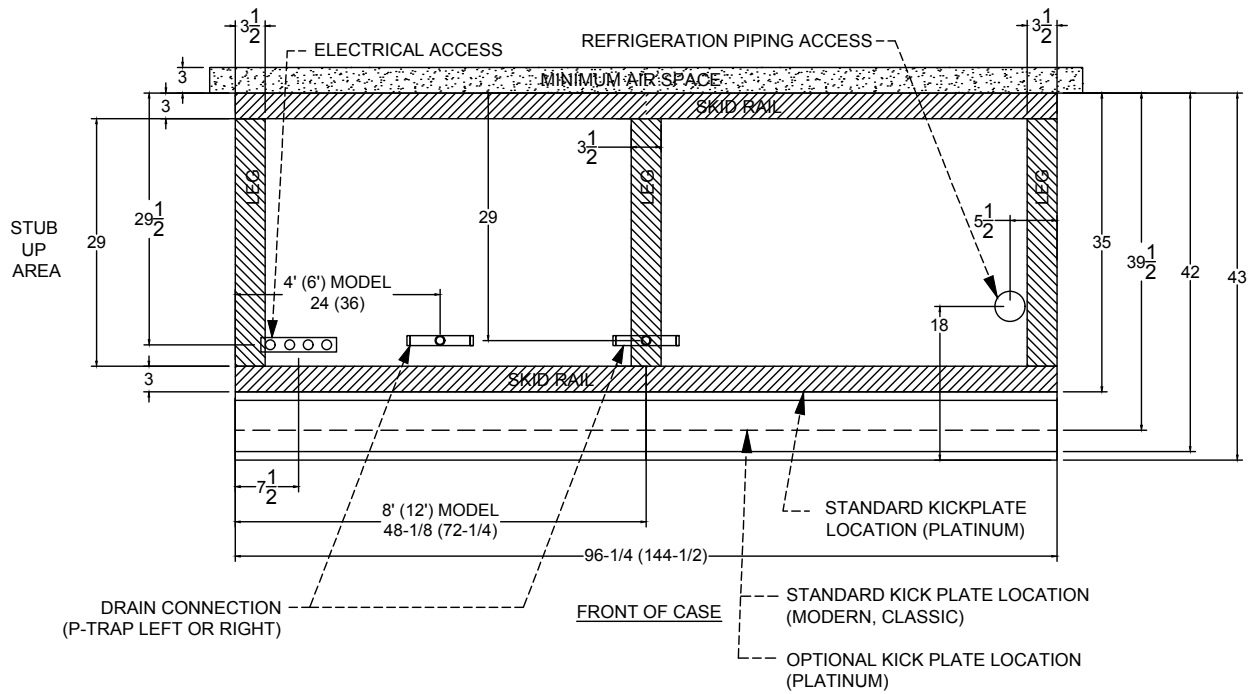 3 1/2
3 1/2
ELECTRICAL ACCESS
REFRIGERATION PIPING ACCESS
3
MINIMUM AIR SPACE
3
SKID RAIL
3 1/2
LEG
LEG
LEG
STUB
UP
AREA
29
29 1/2
29
5 1/2
35
39 1/2
42
43
4' (6') MODEL
24 (36)
18
3
SKID RAIL
7 1/2
8' (12') MODEL
48-1/8 (72-1/4)
STANDARD KICKPLATE
LOCATION (PLATINUM)
96-1/4 (144-1/2)
DRAIN CONNECTION
(P-TRAP LEFT OR RIGHT)
FRONT OF CASE
STANDARD KICK PLATE LOCATION
(MODERN, CLASSIC)
OPTIONAL KICK PLATE LOCATION
(PLATINUM)